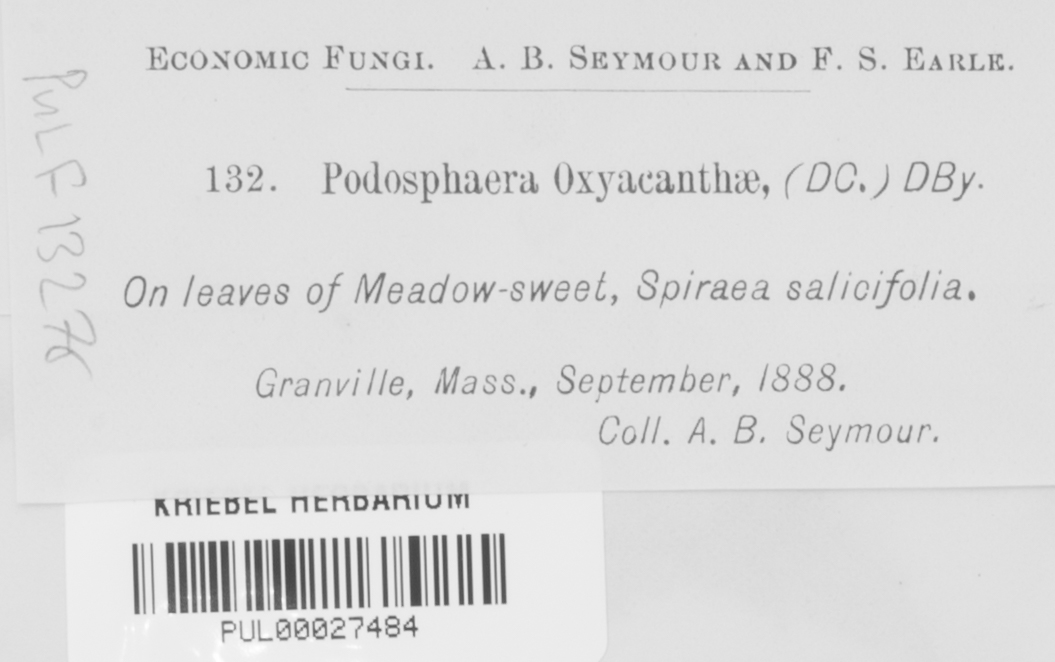 ECONOMIC FUNGI. A. B. SEYMOUR AND F. S. EARLE.
132. Podosphaera Oxyacanthæ, (DC.) DBy.
On leaves of Meadow-sweet, Spiraea salicifolia.
Granville, Mass., September, 1888.
Coll. A. B. Seymour.
PUL F 13276
KRIEBEL HERBARIUM
PUL00027484